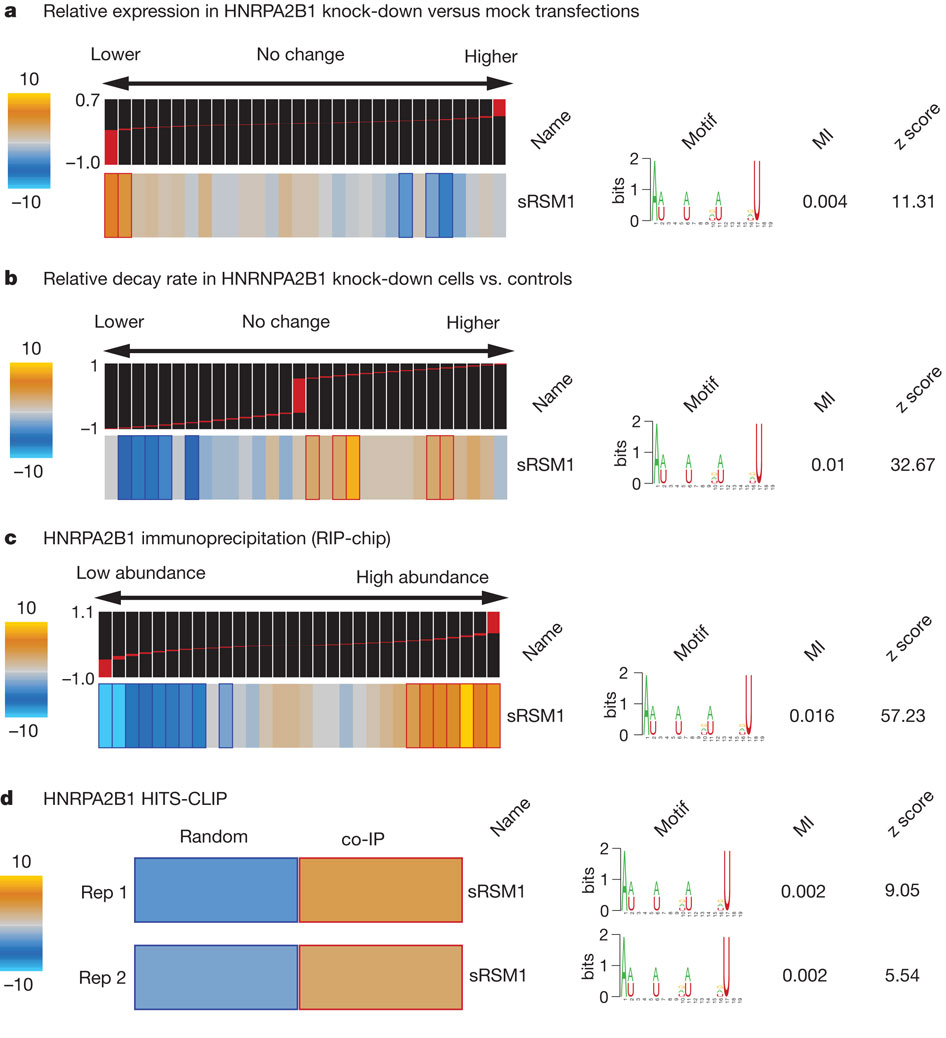 a Relative expression in HNRPA2B1 knock-down versus mock transfections
Lower No change Higher
10
0.7
–1.0
–10
Name Motif MI z score
sRSM1
2
bits
1
0
0.004 11.31
b Relative decay rate in HNRNPA2B1 knock-down cells vs. controls
Lower No change Higher
10
1
–1
–10
Name Motif MI z score
sRSM1
2
bits
1
0
0.01 32.67
c HNRPA2B1 immunoprecipitation (RIP-chip)
Low abundance High abundance
10
1.1
–1.0
–10
Name Motif MI z score
sRSM1
2
bits
1
0
0.016 57.23
d HNRPA2B1 HITS-CLIP
Random co-IP
Name Motif MI z score
10
–10
Rep 1 sRSM1
2
bits
1
0
0.002 9.05
Rep 2 sRSM1
2
bits
1
0
0.002 5.54